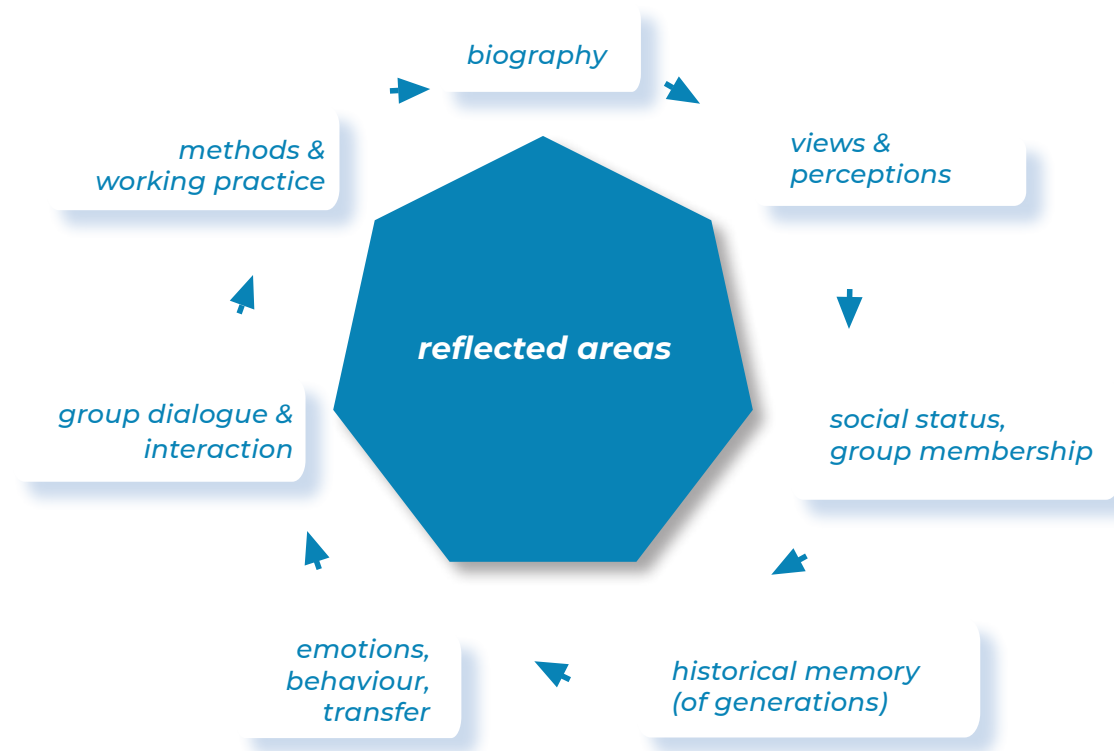 biography
views &
perceptions
social status,
group membership
historical memory
(of generations)
emotions,
behaviour,
transfer
group dialogue &
interaction
methods &
working practice
reflected areas